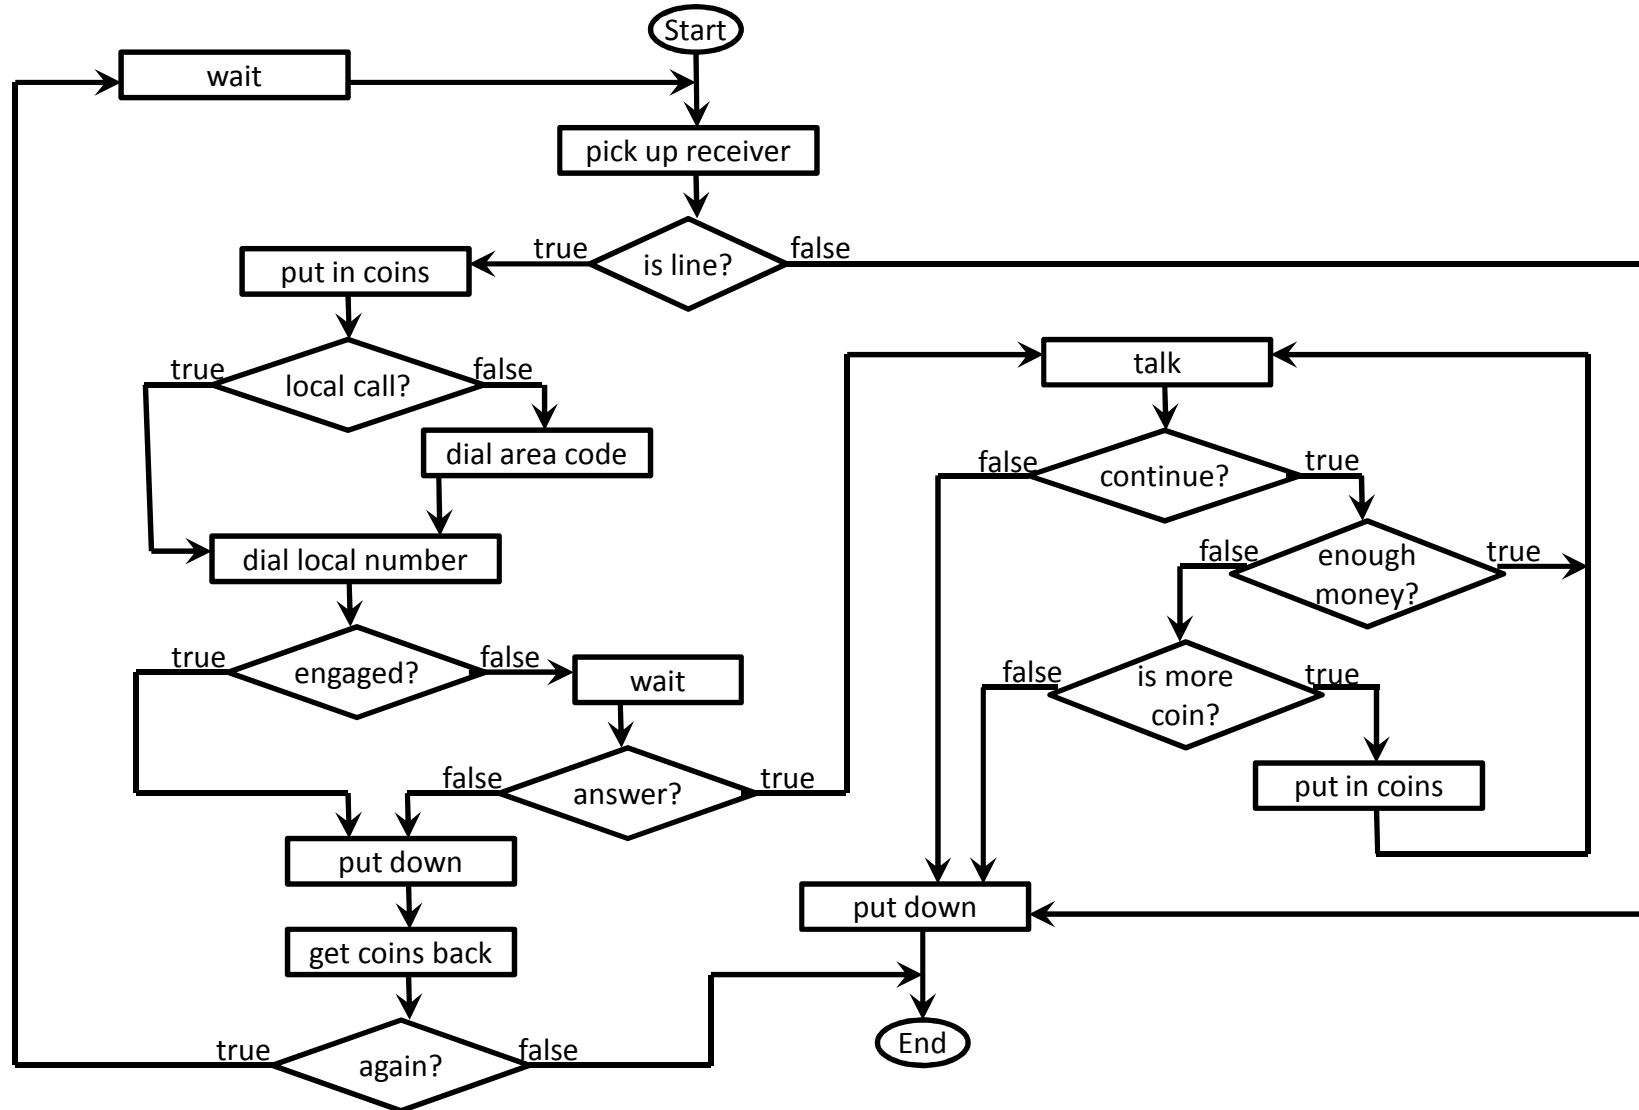 Start
wait
pick up receiver
true
false
is line?
put in coins
true
false
local call?
talk
dial area code
false
true
continue?
dial local number
false
enough
money?
true
true
false
engaged?
wait
false
is more
coin?
true
false
true
answer?
put in coins
put down
put down
get coins back
true
false
again?
End